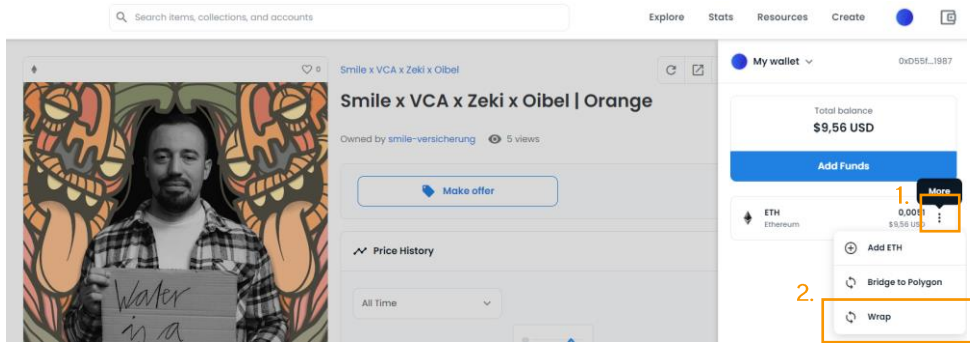 Search items, collections, and accounts
Explore Stats Resources Create
My wallet 0xD55f...1987
Smile x VCA x Zeki x Oibel
0
Smile x VCA x Zeki x Oibel | Orange
Owned by smile-versicherung 5 views
Total balance
$9,56 USD
Add Funds
Make offer
More
1.
ETH 0,0051
Ethereum $9,56 USD
Price History
Add ETH
Bridge to Polygon
All Time
2.
Wrap
Water
is a